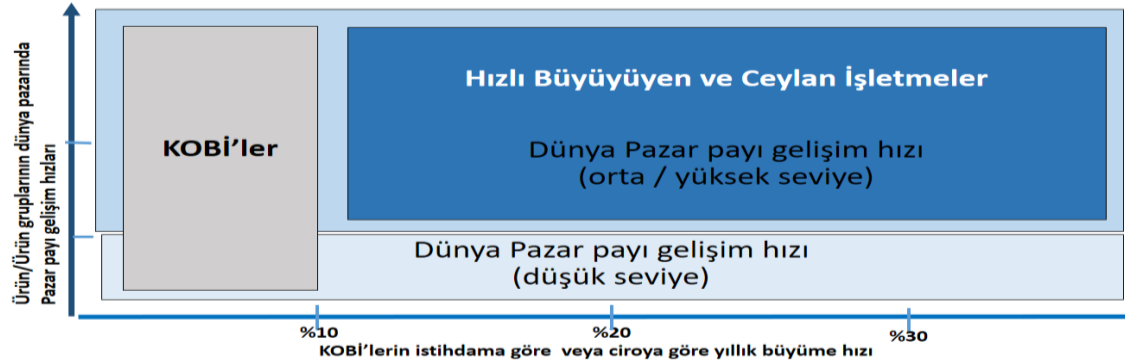 Ürün/Ürün gruplarının dünya pazarında
Pazar payı gelişim hızları
KOBİ'ler
Hızlı Büyüyüyen ve Ceylan İşletmeler
Dünya Pazar payı gelişim hızı
(orta / yüksek seviye)
Dünya Pazar payı gelişim hızı
(düşük seviye)
%10
%20
%30
KOBİ'lerin istihdama göre veya ciroya göre yıllık büyüme hızı